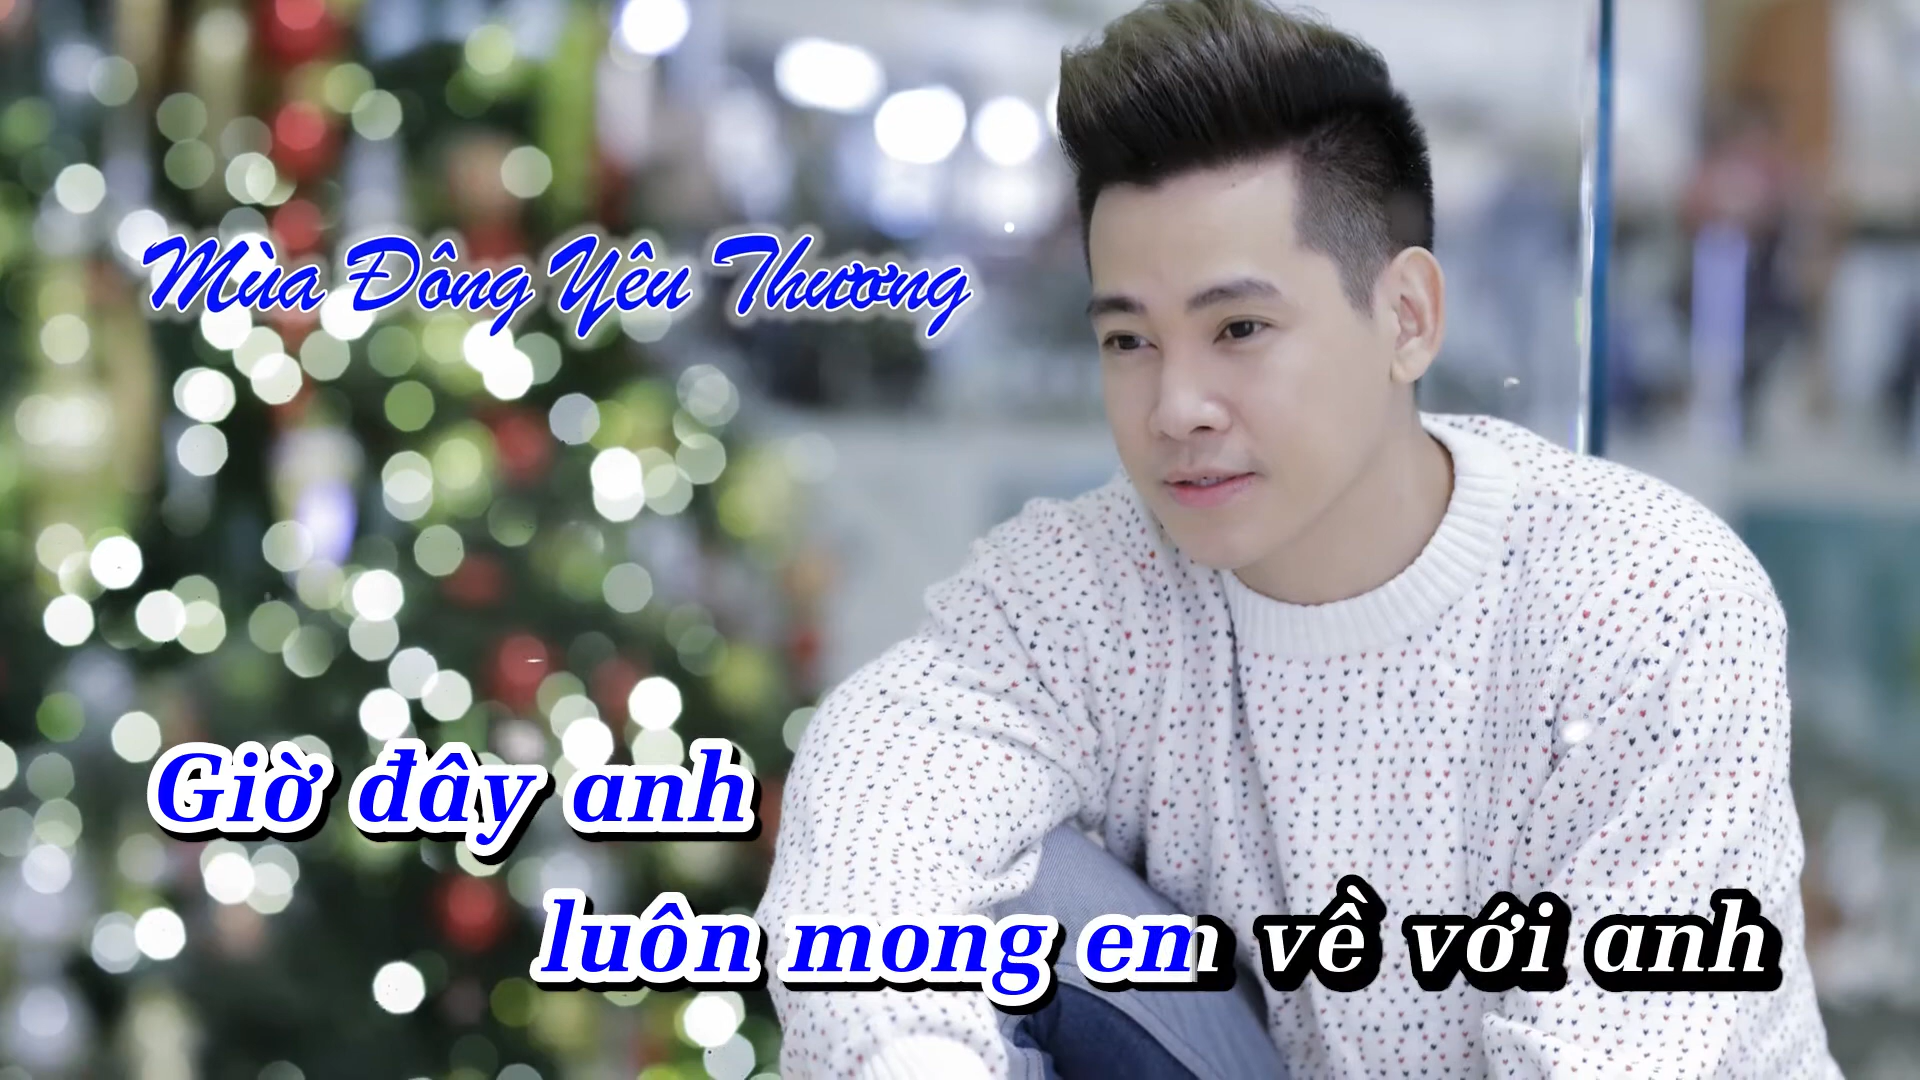 Mùa Đông Yêu Thương
Giờ đây anh
luôn mong em về với anh